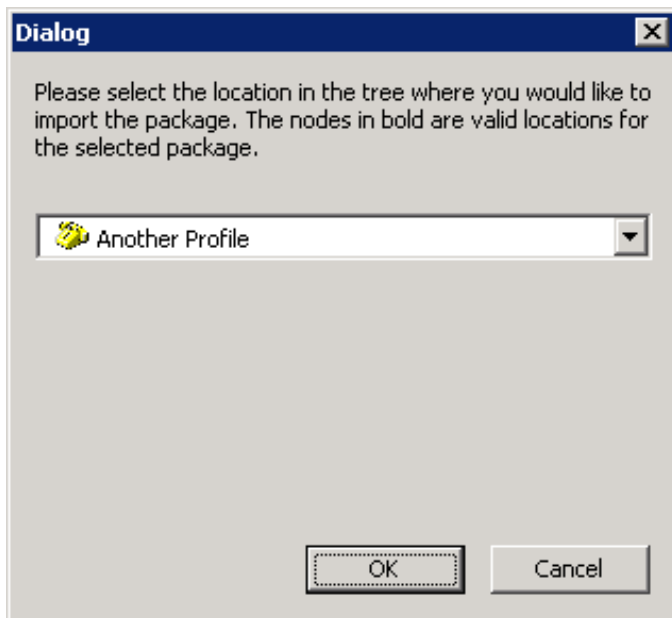 Dialog
Please select the location in the tree where you would like to
import the package. The nodes in bold are valid locations for
the selected package.
Another Profile
OK
Cancel